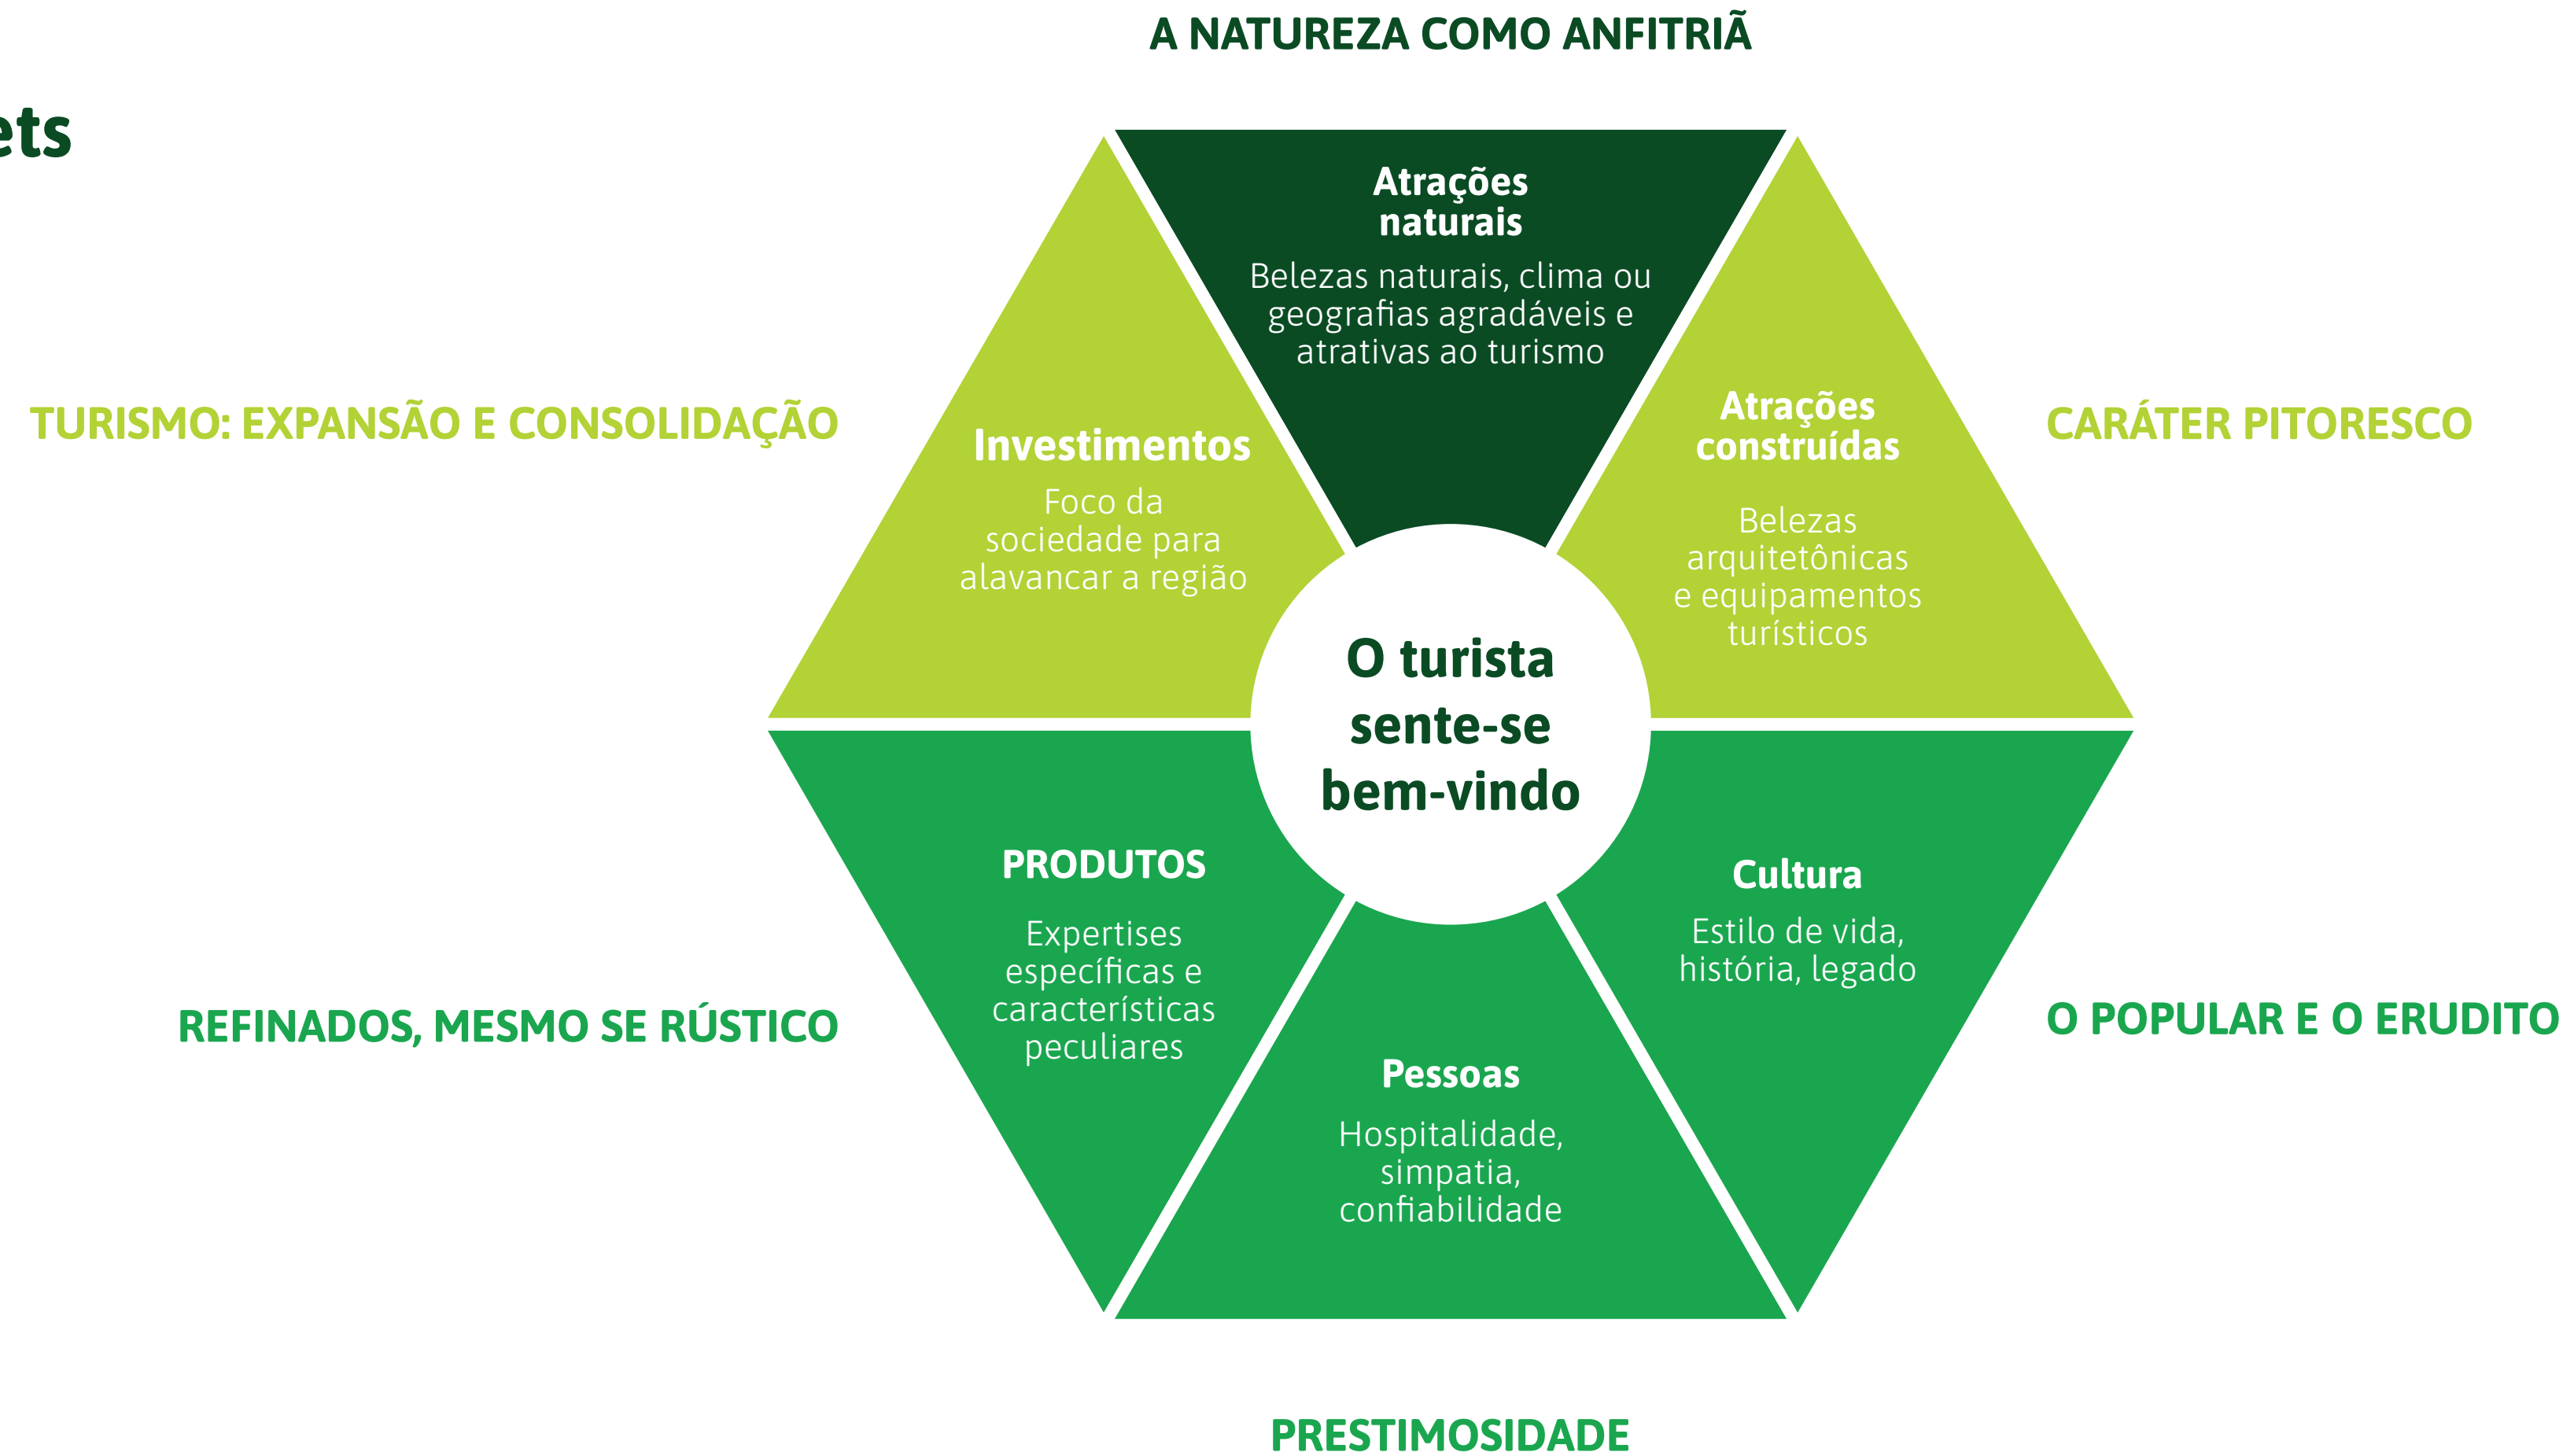 A NATUREZA COMO ANFITRIÃ
ets
Atrações
naturais
Belezas naturais, clima ou
geografias agradáveis e
atrativas ao turismo
TURISMO: EXPANSÃO E CONSOLIDAÇÃO
Investimentos
Foco da
sociedade para
alavancar a região
Atrações
construídas
Belezas
arquitetônicas
e equipamentos
turísticos
CARÁTER PITORESCO
O turista
sente-se
bem-vindo
REFINADOS, MESMO SE RÚSTICO
PRODUTOS
Expertises
específicas e
características
peculiares
Cultura
Estilo de vida,
história, legado
O POPULAR E O ERUDITO
Pessoas
Hospitalidade,
simpatia,
confiabilidade
PRESTIMOSIDADE